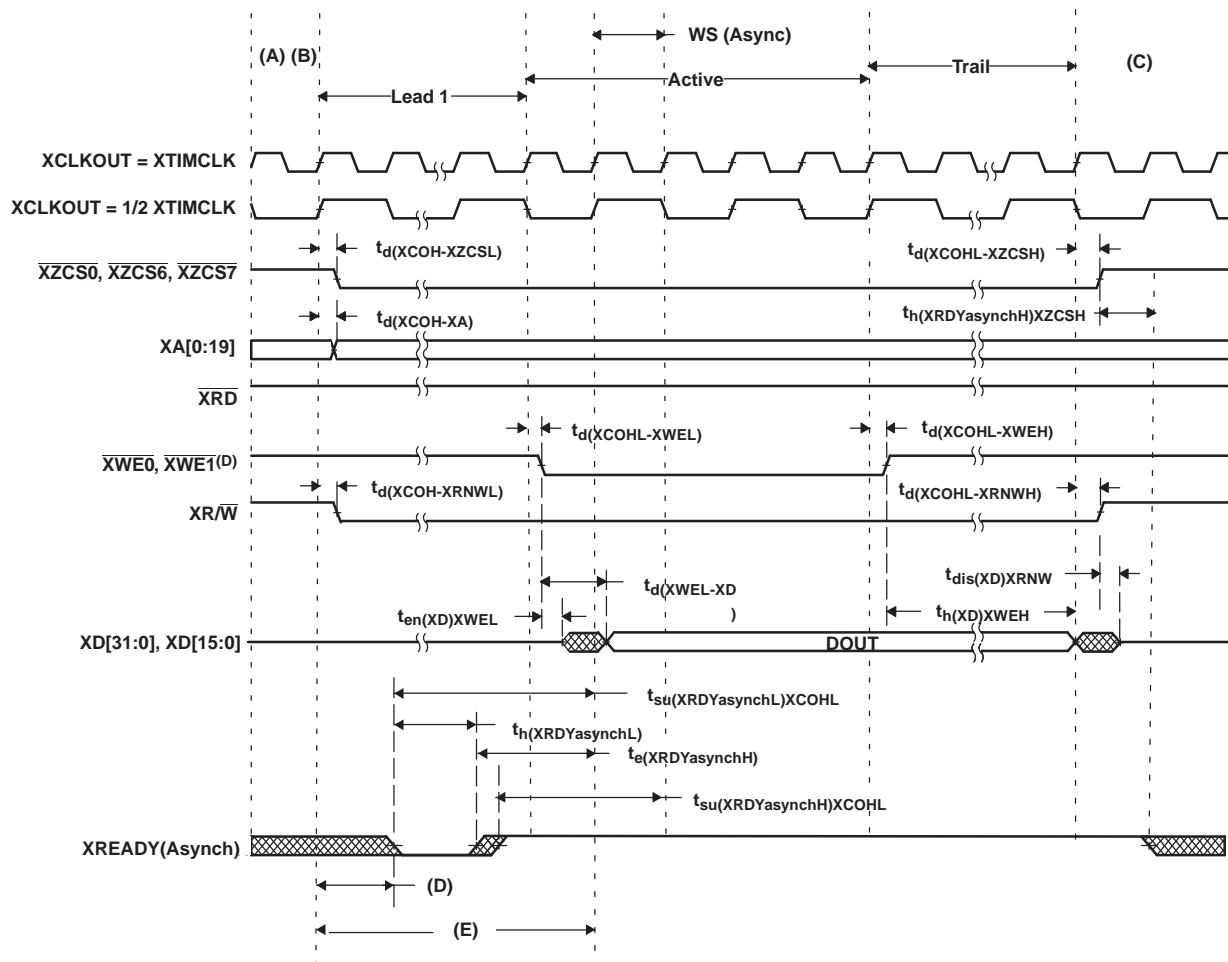 WS (Async)
(A) (B)
Trail
(C)
Active
Lead 1
XCLKOUT = XTIMCLK
XCLKOUT = 1/2 XTIMCLK
td(XCOH-XZCSL)
td(XCOHL-XZCSH)
XZCS0, XZCS6, XZCS7
td(XCOH-XA)
th(XRDYasynchH)XZCSH
XA[0:19]
XRD
td(XCOHL-XWEL)
td(XCOHL-XWEH)
XWE0, XWE1(D)
td(XCOH-XRNWL)
td(XCOHL-XRNWH)
XR/W
tdis(XD)XRNW
td(XWEL-XD
)
ten(XD)XWEL
th(XD)XWEH
XD[31:0], XD[15:0]
DOUT
tsu(XRDYasynchL)XCOHL
th(XRDYasynchL)
te(XRDYasynchH)
tsu(XRDYasynchH)XCOHL
XREADY(Asynch)
(D)
(E)